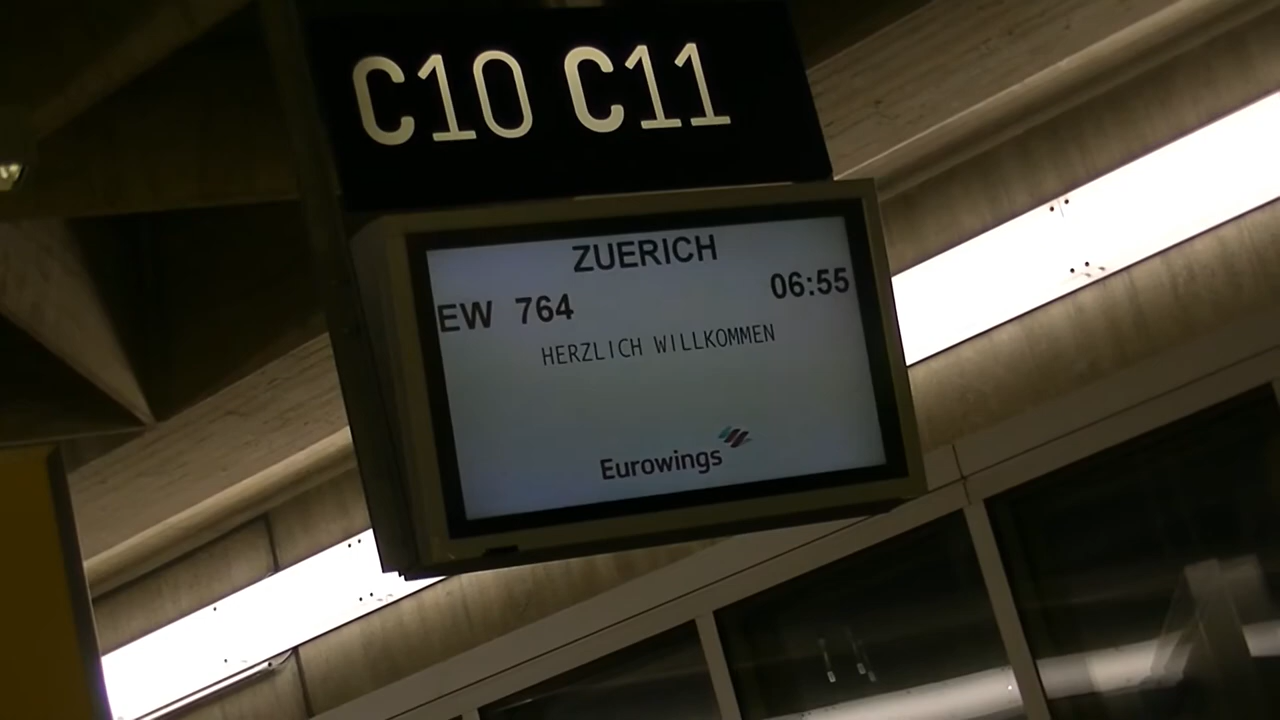 C10 C11
ZUERICH
EW 764 06:55
HERZLICH WILLKOMMEN
Eurowings